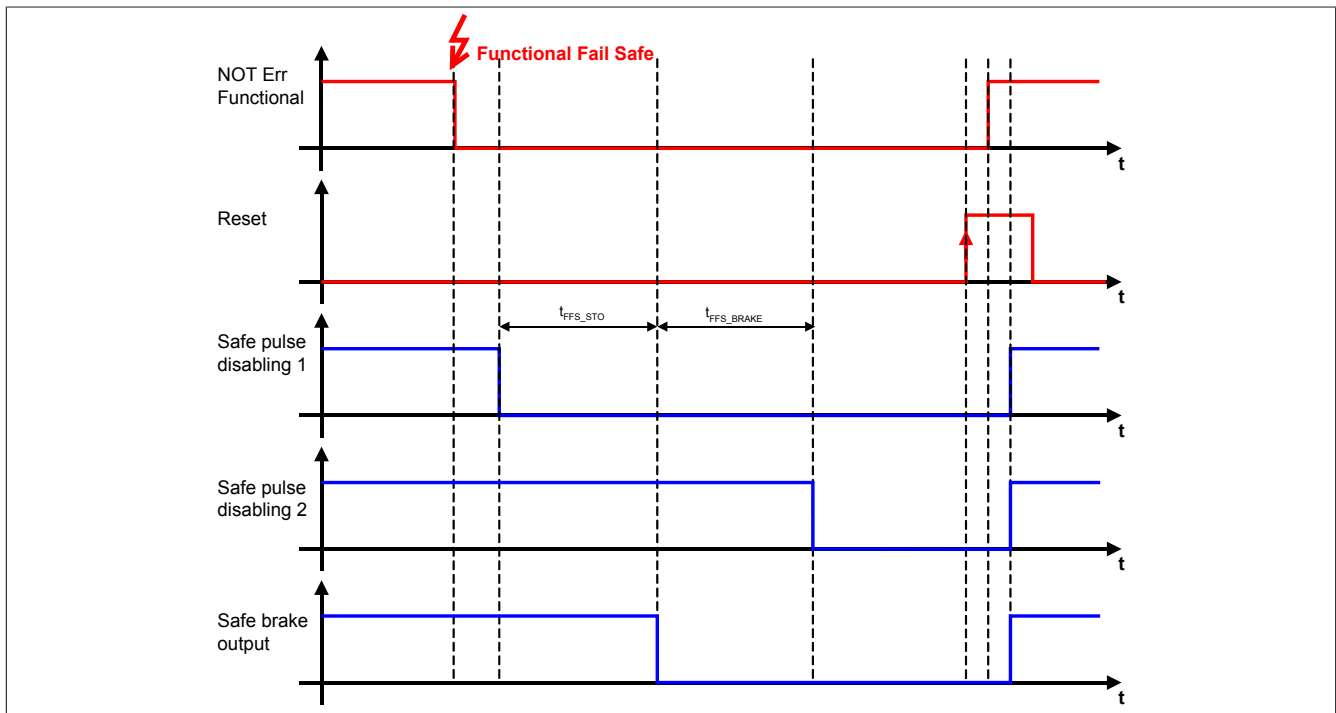 Functional Fail Safe
NOT Err
Functional
t
Reset
t
tFFS_STO
tFFS_BRAKE
Safe pulse
disabling 1
t
Safe pulse
disabling 2
t
Safe brake
output
t